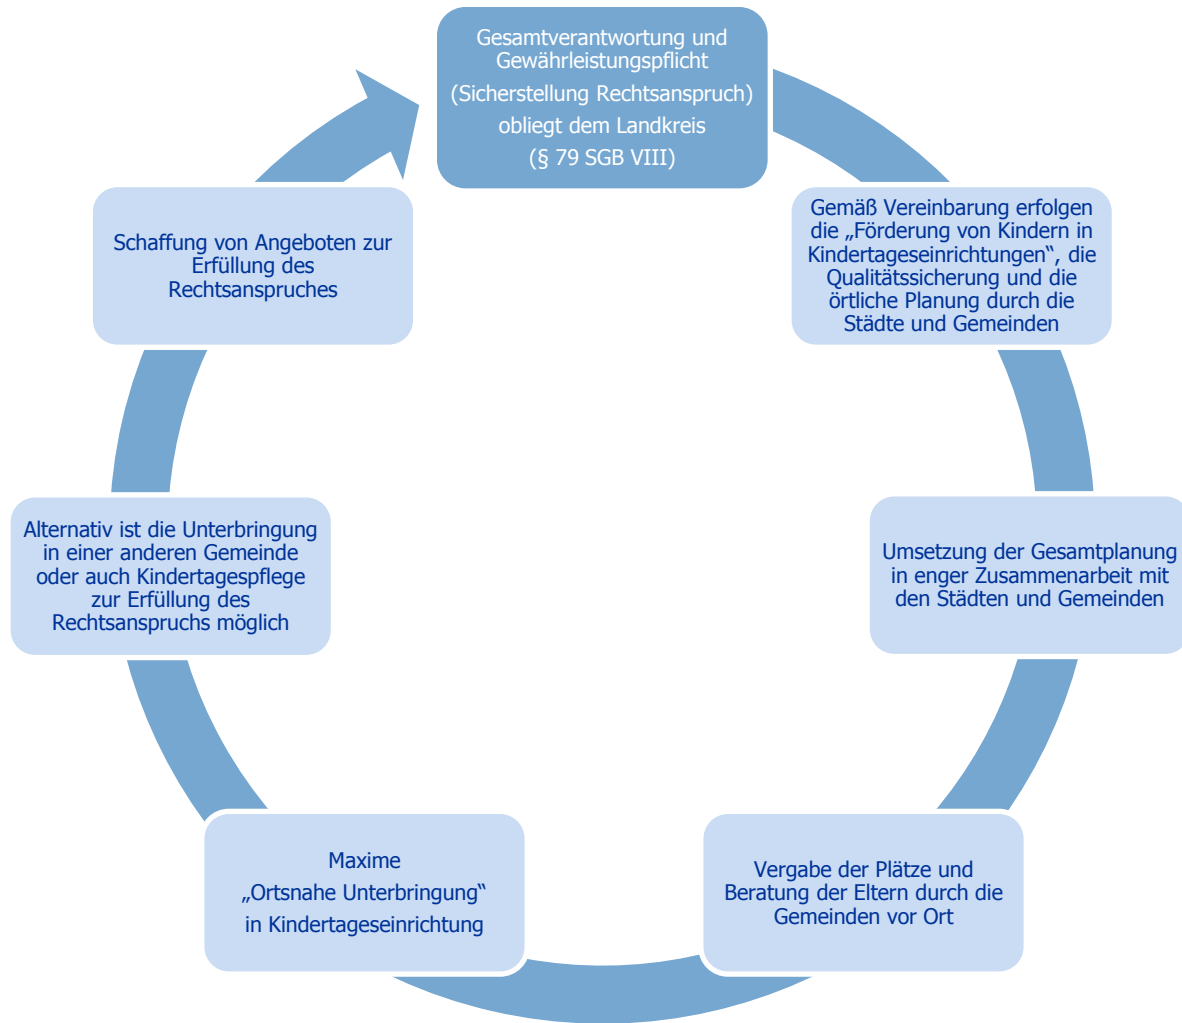 Gesamtverantwortung und
Gewährleistungspflicht
(Sicherstellung Rechtsanspruch)
obliegt dem Landkreis
(§ 79 SGB VIII)
Gemäß Vereinbarung erfolgen
die „Förderung von Kindern in
Kindertageseinrichtungen“, die
Qualitätssicherung und die
örtliche Planung durch die
Städte und Gemeinden
Umsetzung der Gesamtplanung
in enger Zusammenarbeit mit
den Städten und Gemeinden
Vergabe der Plätze und
Beratung der Eltern durch die
Gemeinden vor Ort
Maxime
„Ortsnahe Unterbringung“
in Kindertageseinrichtung
Alternativ ist die Unterbringung
in einer anderen Gemeinde
oder auch Kindertagespflege
zur Erfüllung des
Rechtsanspruchs möglich
Schaffung von Angeboten zur
Erfüllung des
Rechtsanspruches